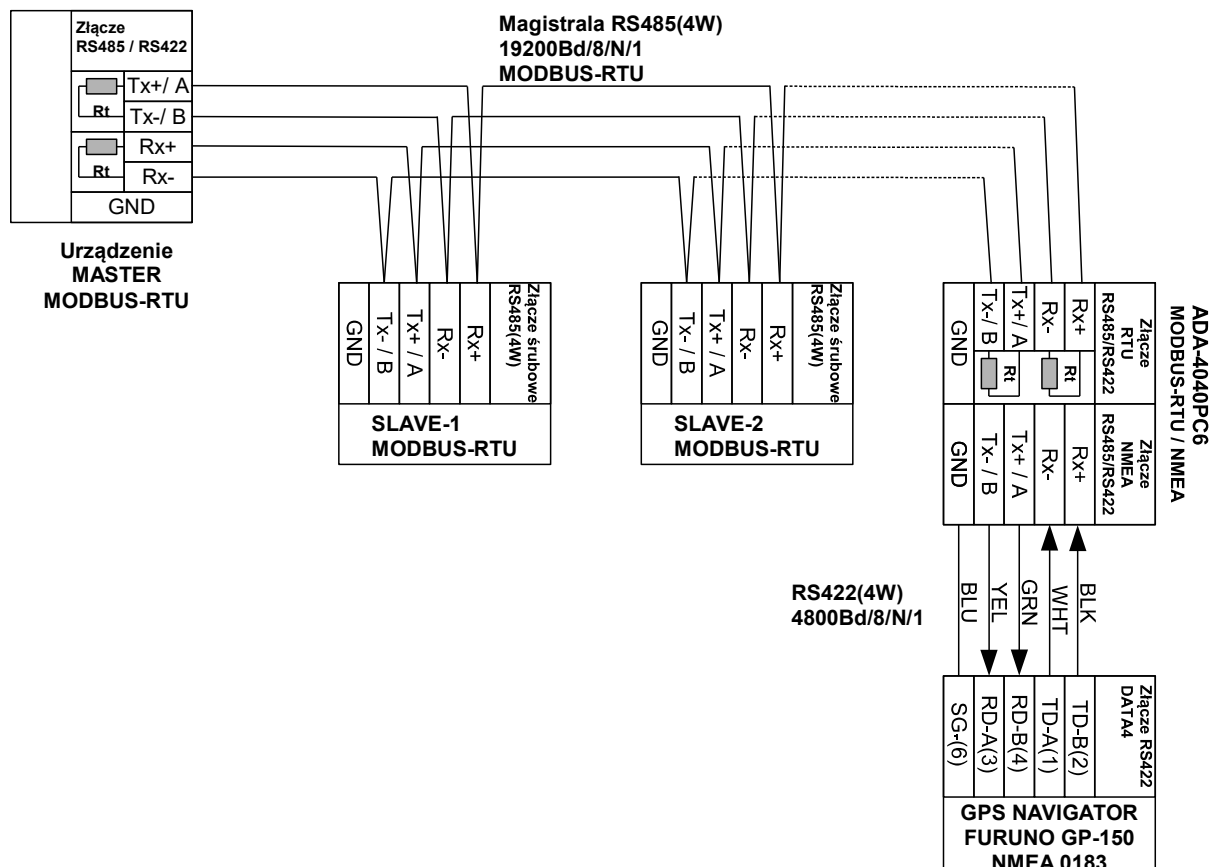 Złącze
RS485 / RS422
Tx+/ A
Tx-/ B
Rx+
Rx-
GND
Rt
Rt
Urządzenie
MASTER
MODBUS-RTU
Magistrala RS485(4W)
19200Bd/8/N/1
MODBUS-RTU
GND
Tx- / B
Tx+ / A
Rx-
Rx+
Złącze śrubowe
RS485(4W)
SLAVE-1
MODBUS-RTU
GND
Tx- / B
Tx+ / A
Rx-
Rx+
Złącze śrubowe
RS485(4W)
SLAVE-2
MODBUS-RTU
GND
Tx-/ B
Tx+/ A
Rx-
Rx+
Złącze
RTU
RS485/RS422
Rt
Rt
GND
Tx- / B
Tx+ / A
Rx-
Rx+
Złącze
NMEA
RS485/RS422
ADA-4040PC6
MODBUS-RTU / NMEA
RS422(4W)
4800Bd/8/N/1
BLU
YEL
GRN
WHT
BLK
SG-(6)
RD-A(3)
RD-B(4)
TD-A(1)
TD-B(2)
Złącze RS422
DATA4
GPS NAVIGATOR
FURUNO GP-150
NMEA 0183